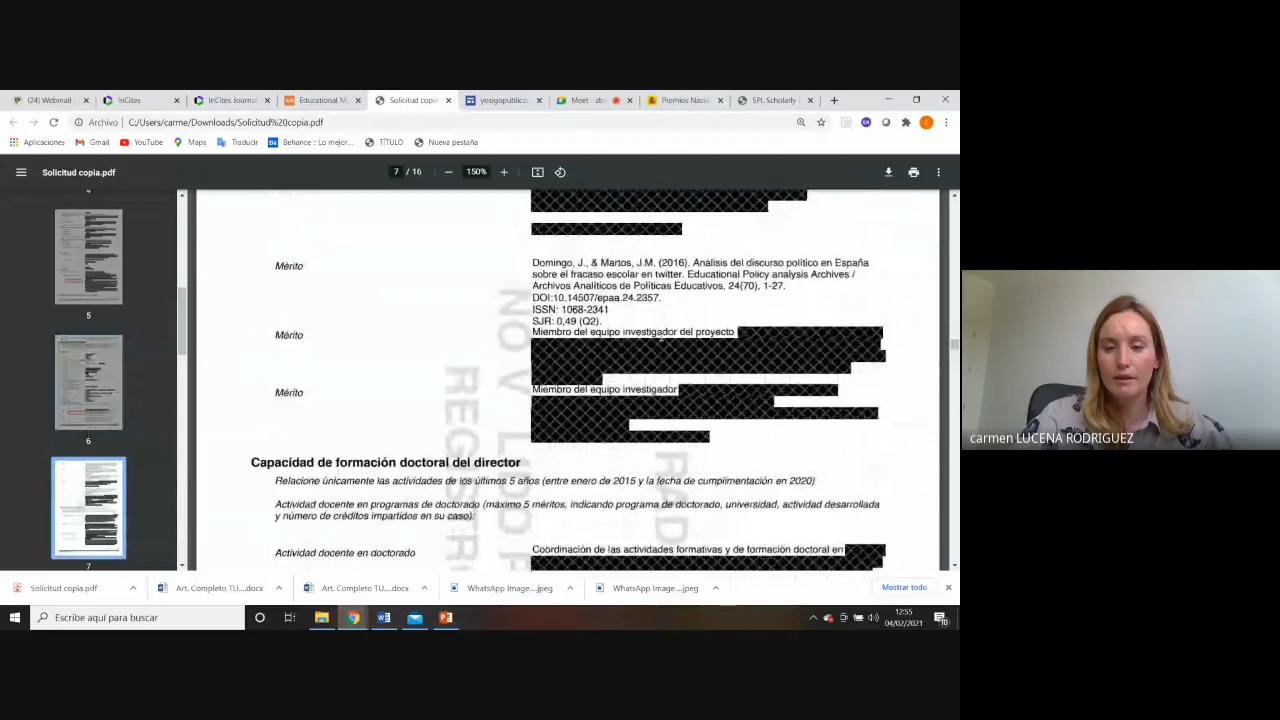 (24) Webmail
InCites
InCites Journal
Educational M
Solicitud copia
yosigopublica
Meet - zbe
Premios Nacio
SPI. Scholarly
Archivo C:/Users/carme/Downloads/Solicitud%20copia.pdf
Aplicaciones Gmail YouTube Maps Traducir Behance :: Lo mejor... TÍTULO Nueva pestaña
Solicitud copia.pdf 7 / 16 150%
4
5
6
7
Mérito
Domingo, J., & Martos, J.M. (2016). Análisis del discurso político en España
sobre el fracaso escolar en twitter. Educational Policy analysis Archives /
Archivos Analíticos de Políticas Educativos, 24(70), 1-27.
DOI:10.14507/epaa.24.2357.
ISSN: 1068-2341
SJR: 0,49 (Q2).
Mérito
Miembro del equipo investigador del proyecto
Mérito
Miembro del equipo investigador
Capacidad de formación doctoral del director
Relacione únicamente las actividades de los últimos 5 años (entre enero de 2015 y la fecha de cumplimentación en 2020)
Actividad docente en programas de doctorado (máximo 5 méritos, indicando programa de doctorado, universidad, actividad desarrollada
y número de créditos impartidos en su caso):
Actividad docente en doctorado
Coordinación de las actividades formativas y de formación doctoral en
Solicitud copia.pdf
Art. Completo TU....docx
Art. Completo TU....docx
WhatsApp Image....jpeg
WhatsApp Image....jpeg
Mostrar todo
Escribe aquí para buscar
12:55
04/02/2021
carmen LUCENA RODRIGUEZ